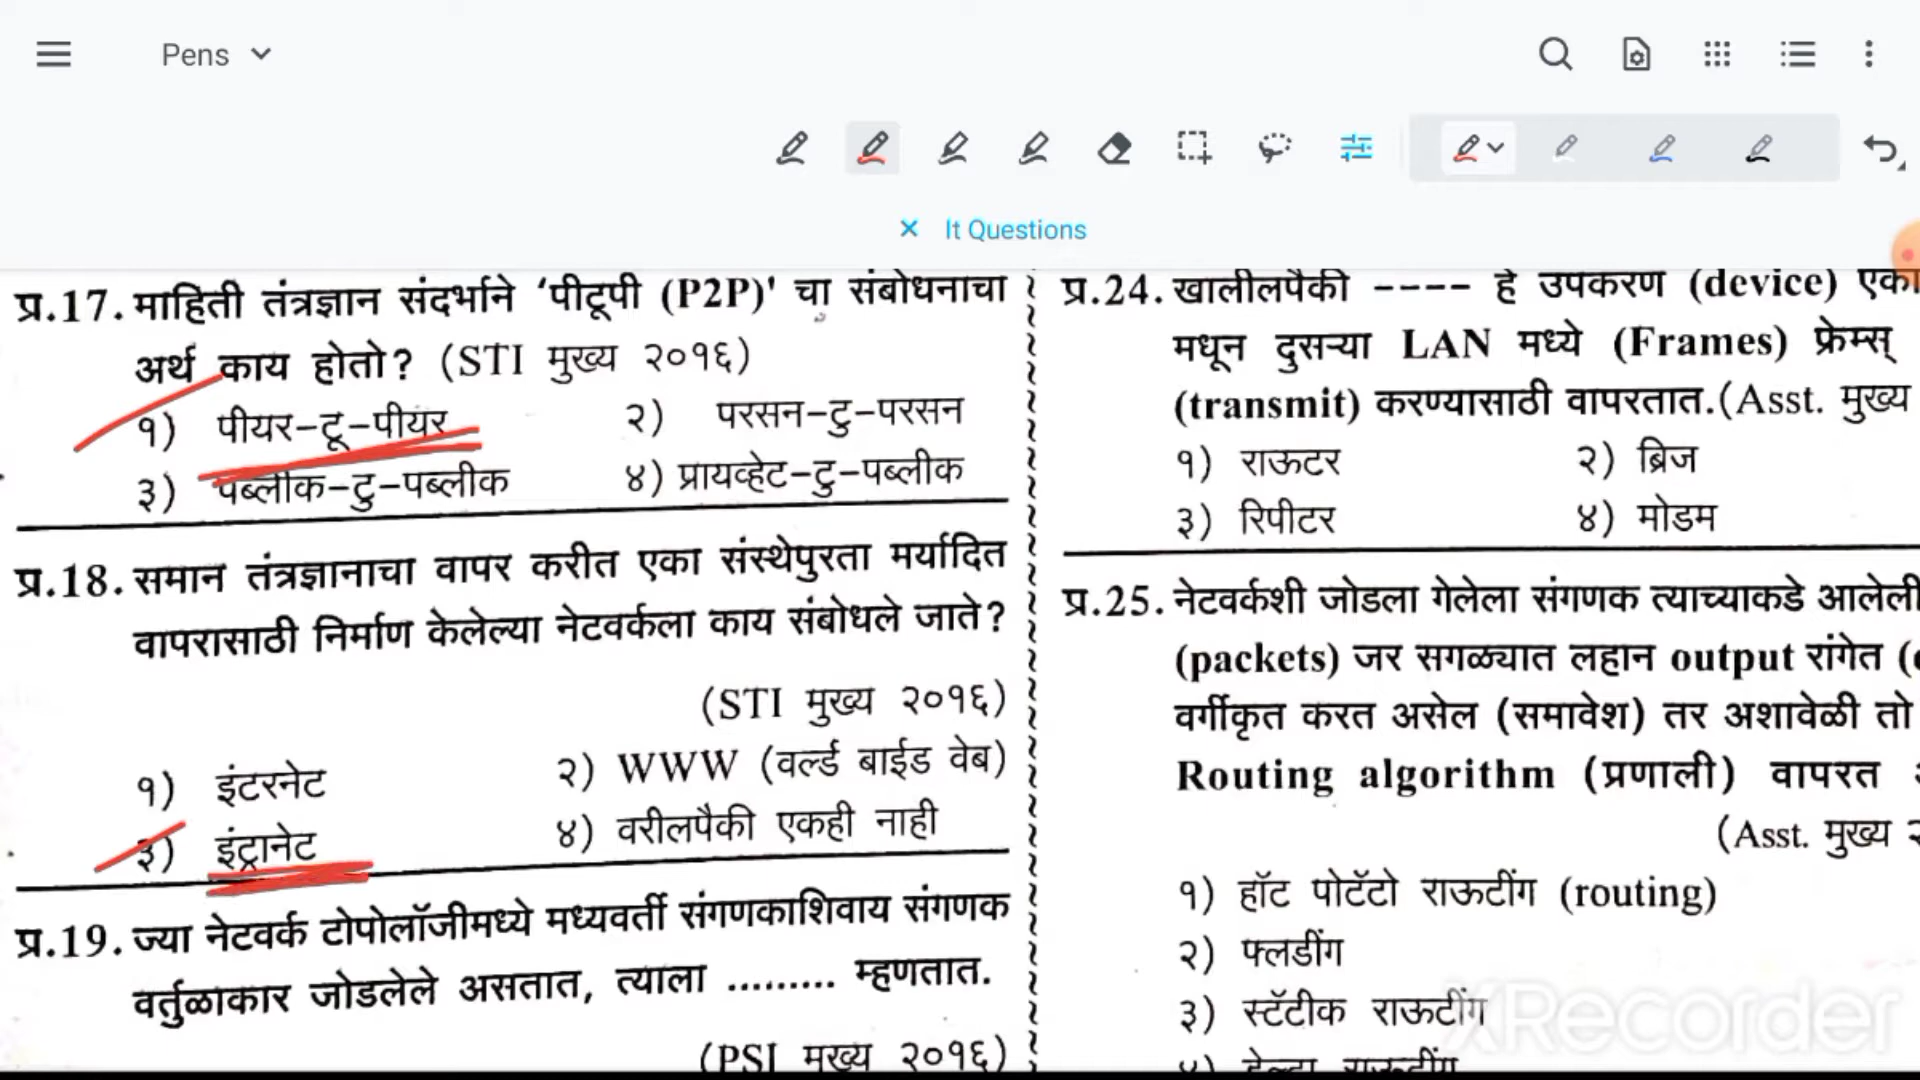 Pens
It Questions
प्र.17. माहिती तंत्रज्ञान संदर्भाने ‘पीटूपी (P2P)' चा संबोधनाचा
अर्थ काय होतो? (STI मुख्य २०१६)
१) पीयर-टू-पीयर २) परसन-टु-परसन
३) पब्लीक-टु-पब्लीक ४) प्रायव्हेट-टु-पब्लीक
प्र.18. समान तंत्रज्ञानाचा वापर करीत एका संस्थेपुरता मर्यादित
वापरासाठी निर्माण केलेल्या नेटवर्कला काय संबोधले जाते?
(STI मुख्य २०१६)
१) इंटरनेट २) WWW (वर्ल्ड बाईड वेब)
३) इंट्रानेट ४) वरीलपैकी एकही नाही
प्र.19. ज्या नेटवर्क टोपोलॉजीमध्ये मध्यवर्ती संगणकाशिवाय संगणक
वर्तुळाकार जोडलेले असतात, त्याला ......... म्हणतात.
(PSI मुख्य २०१६)
प्र.24. खालीलपैकी ---- हे उपकरण (device) एका
मधून दुसऱ्या LAN मध्ये (Frames) फ्रेम्स्
(transmit) करण्यासाठी वापरतात.(Asst. मुख्य
१) राऊटर २) ब्रिज
३) रिपीटर ४) मोडम
प्र.25. नेटवर्कशी जोडला गेलेला संगणक त्याच्याकडे आलेली
(packets) जर सगळ्यात लहान output रांगेत
वर्गीकृत करत असेल (समावेश) तर अशावेळी तो
Routing algorithm (प्रणाली) वापरत
(Asst. मुख्य
१) हॉट पोटॅटो राऊटींग (routing)
२) फ्लडींग
३) स्टॅटीक राऊटींग
४) डेल्टा राऊटींग
XRecorder